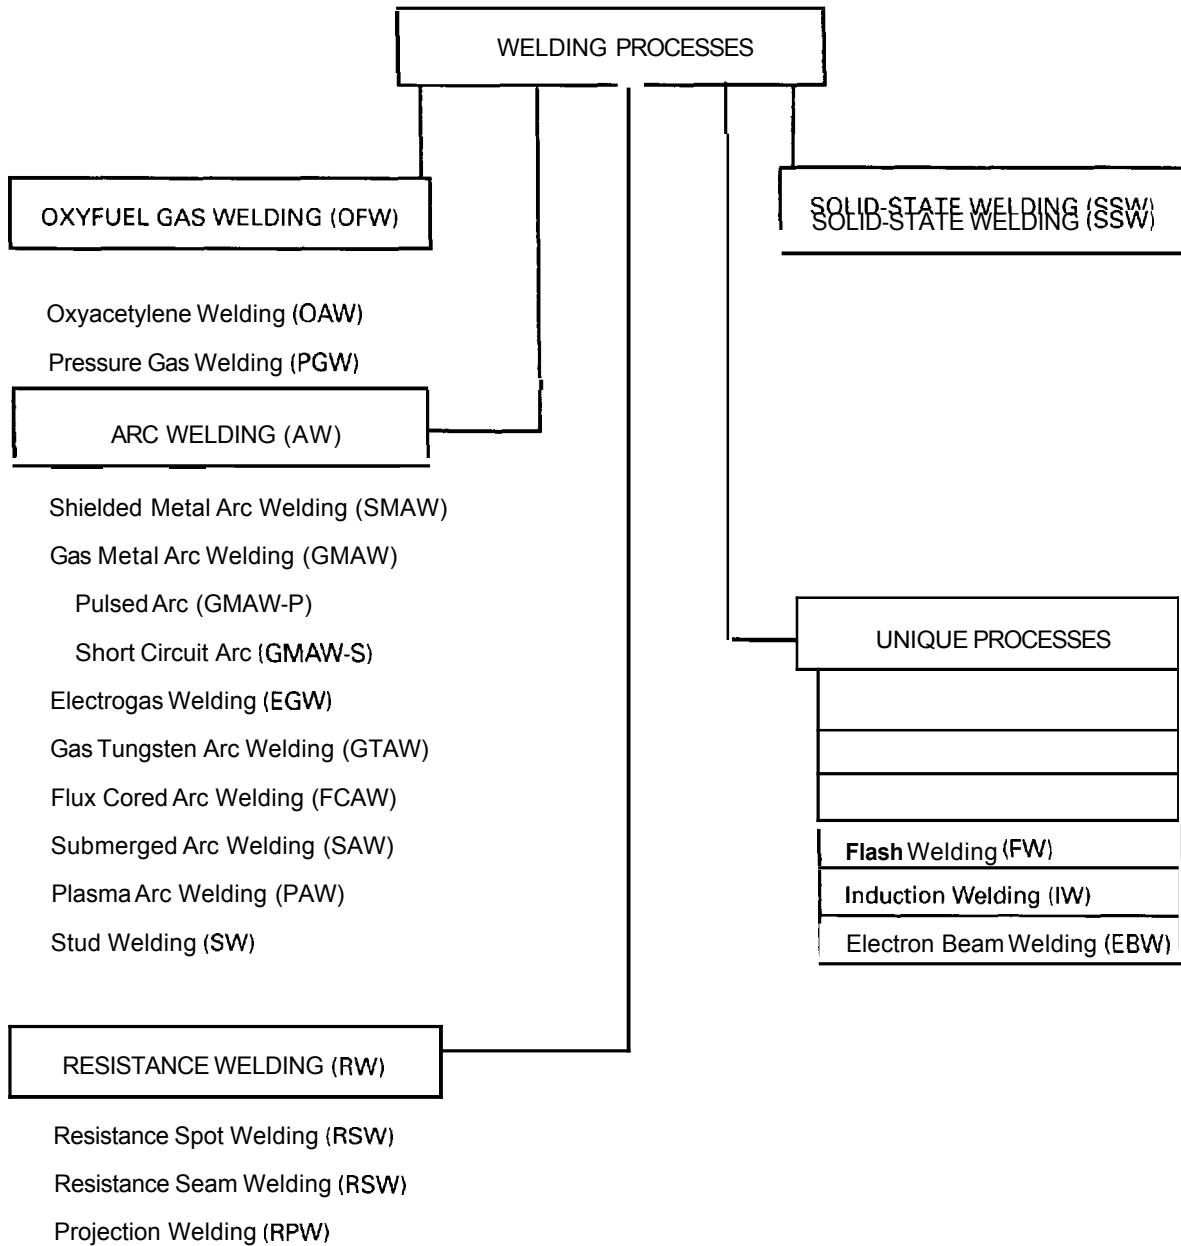 WELDING PROCESSES
OXYFUEL GAS WELDING (OFW)
Oxyacetylene Welding (OAW)
Pressure Gas Welding (PGW)
ARC WELDING (AW)
Shielded Metal Arc Welding (SMAW)
Gas Metal Arc Welding (GMAW)
Pulsed Arc (GMAW-P)
Short Circuit Arc (GMAW-S)
Electrogas Welding (EGW)
Gas Tungsten Arc Welding (GTAW)
Flux Cored Arc Welding (FCAW)
Submerged Arc Welding (SAW)
Plasma Arc Welding (PAW)
Stud Welding (SW)
RESISTANCE WELDING (RW)
Resistance Spot Welding (RSW)
Resistance Seam Welding (RSW)
Projection Welding (RPW)
SOLID-STATE WELDING (SSW)
SOLID-STATE WELDING (SSW)
UNIQUE PROCESSES
Flash Welding (FW)
Induction Welding (IW)
Electron Beam Welding (EBW)